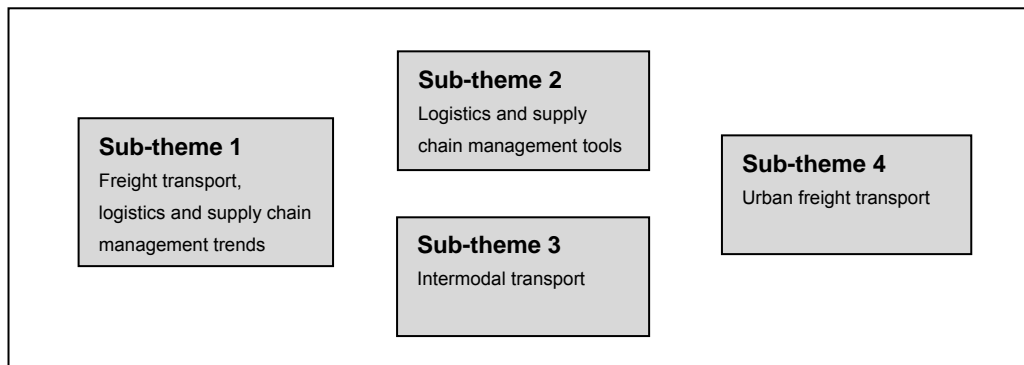 Sub-theme 1
Freight transport,
logistics and supply chain
management trends
Sub-theme 2
Logistics and supply
chain management tools
Sub-theme 3
Intermodal transport
Sub-theme 4
Urban freight transport